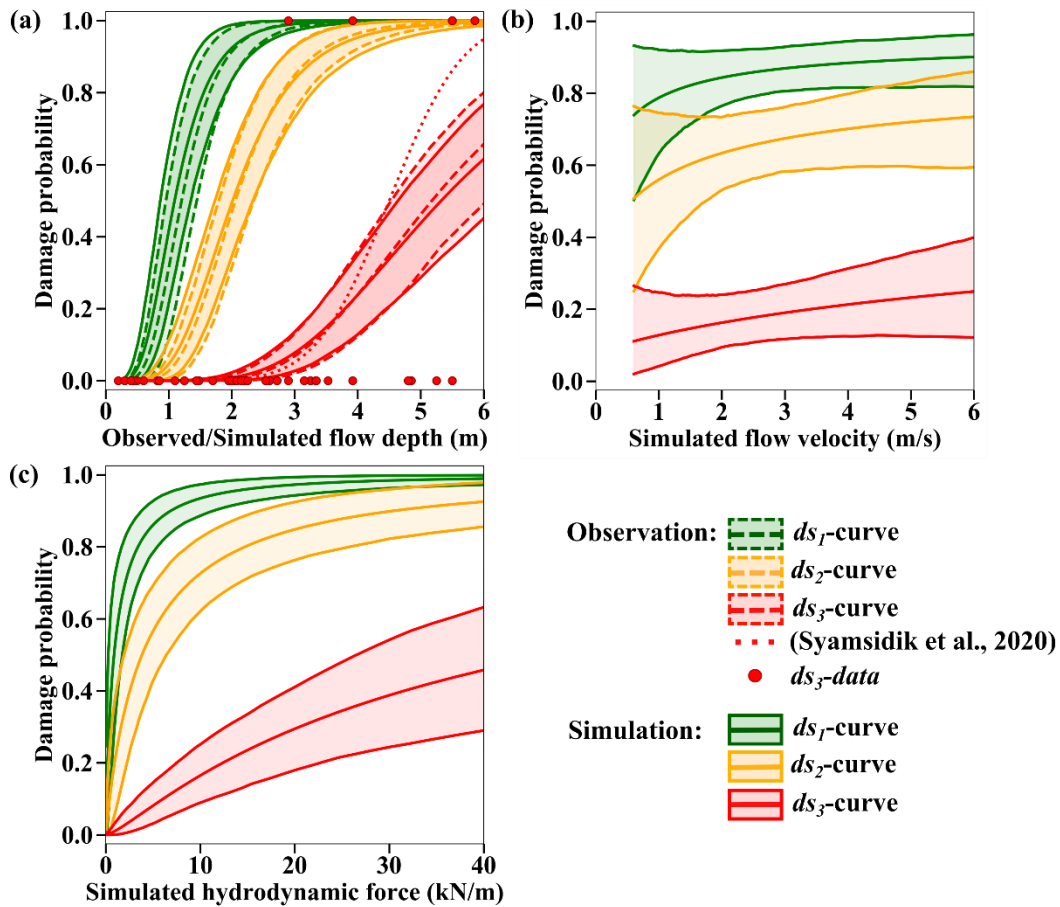 (a)
Damage probability
1.0
0.8
0.6
0.4
0.2
0.0
0 1 2 3 4 5 6
Observed/Simulated flow depth (m)
(b)
Damage probability
1.0
0.8
0.6
0.4
0.2
0.0
0 1 2 3 4 5 6
Simulated flow velocity (m/s)
(c)
Damage probability
1.0
0.8
0.6
0.4
0.2
0.0
0 10 20 30 40
Simulated hydrodynamic force (kN/m)
Observation: ds1-curve
ds2-curve
ds3-curve
(Syamsidik et al., 2020)
ds3-data
Simulation: ds1-curve
ds2-curve
ds3-curve